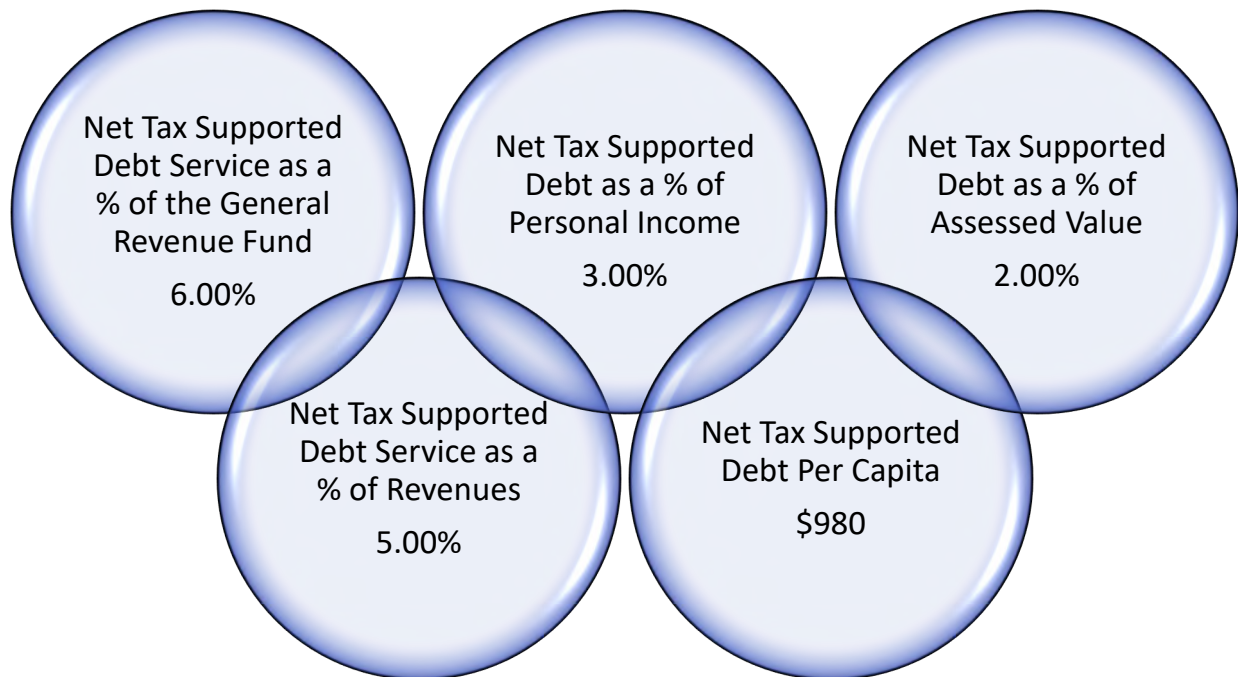 Net Tax Supported
Debt Service as a
% of the General
Revenue Fund
6.00%
Net Tax Supported
Debt as a % of
Personal Income
3.00%
Net Tax Supported
Debt as a % of
Assessed Value
2.00%
Net Tax Supported
Debt Service as a
% of Revenues
5.00%
Net Tax Supported
Debt Per Capita
$980